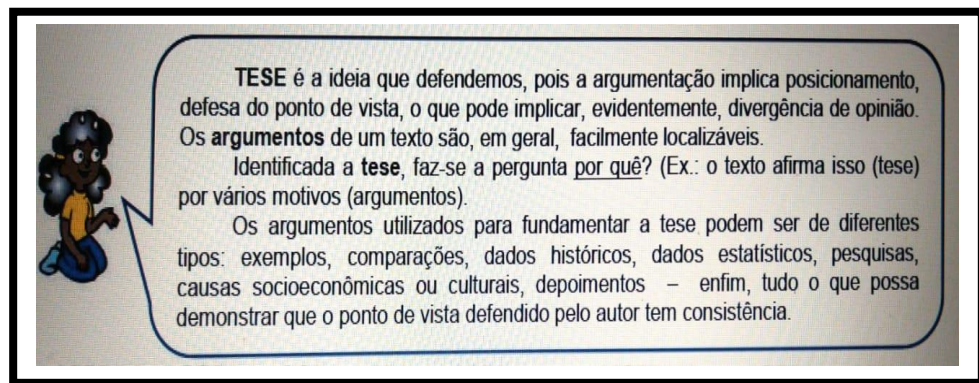 TESE é a ideia que defendemos, pois a argumentação implica posicionamento,
defesa do ponto de vista, o que pode implicar, evidentemente, divergência de opinião.
Os argumentos de um texto são, em geral, facilmente localizáveis.
Identificada a tese, faz-se a pergunta por quê? (Ex.: o texto afirma isso (tese)
por vários motivos (argumentos).
Os argumentos utilizados para fundamentar a tese podem ser de diferentes
tipos: exemplos, comparações, dados históricos, dados estatísticos, pesquisas,
causas socioeconômicas ou culturais, depoimentos – enfim, tudo o que possa
demonstrar que o ponto de vista defendido pelo autor tem consistência.